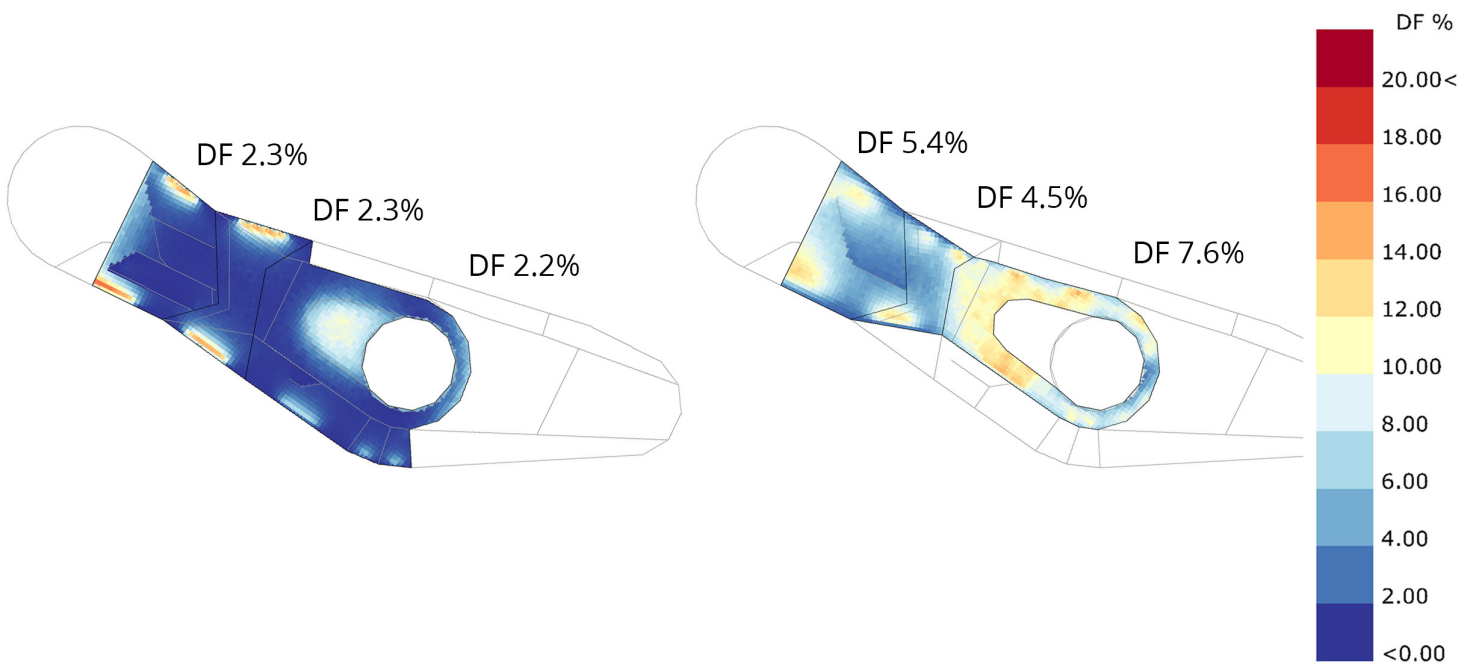 DF 2.3%
DF 2.3%
DF 2.2%
DF 5.4%
DF 4.5%
DF 7.6%
DF %
20.00<
18.00
16.00
14.00
12.00
10.00
8.00
6.00
4.00
2.00
<0.00